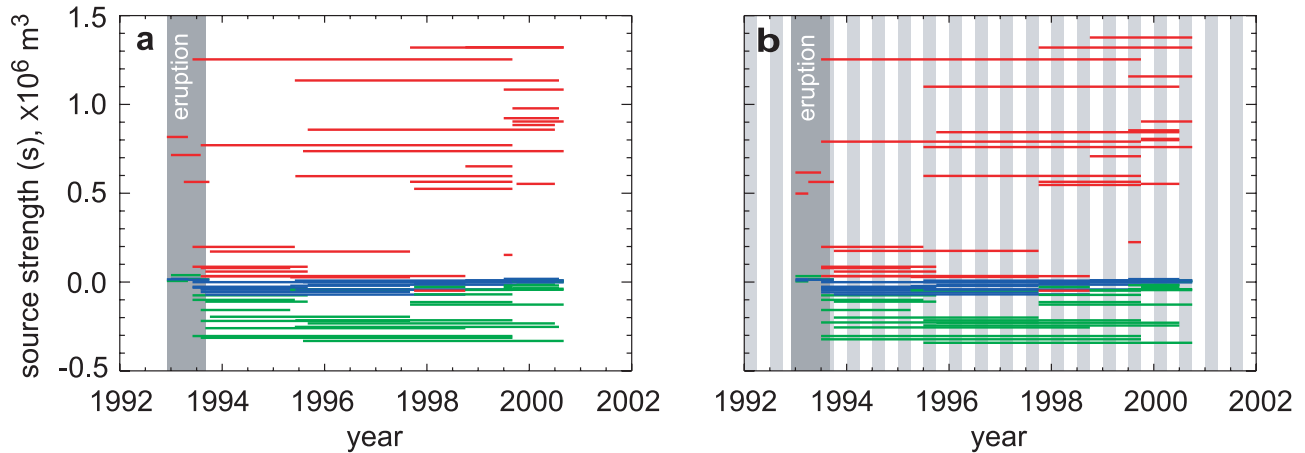 a
eruption
source strength (s), x10⁶ m³
1.5
1.0
0.5
0.0
-0.5
1992 1994 1996 1998 2000 2002
year
b
eruption
1992 1994 1996 1998 2000 2002
year